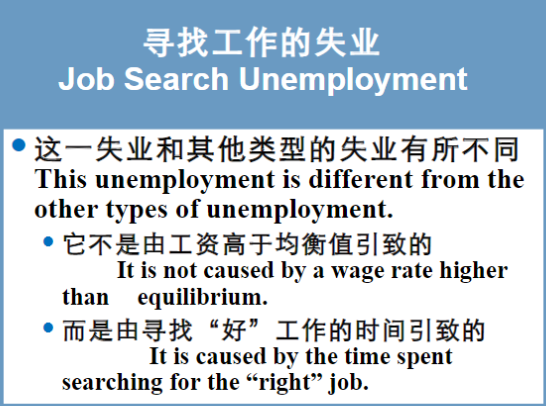 寻找工作的失业
Job Search Unemployment
这一失业和其他类型的失业有所不同
This unemployment is different from the
other types of unemployment.
它不是由工资高于均衡值引致的
It is not caused by a wage rate higher
than equilibrium.
而是由寻找“好”工作的时间引致的
It is caused by the time spent
searching for the “right” job.